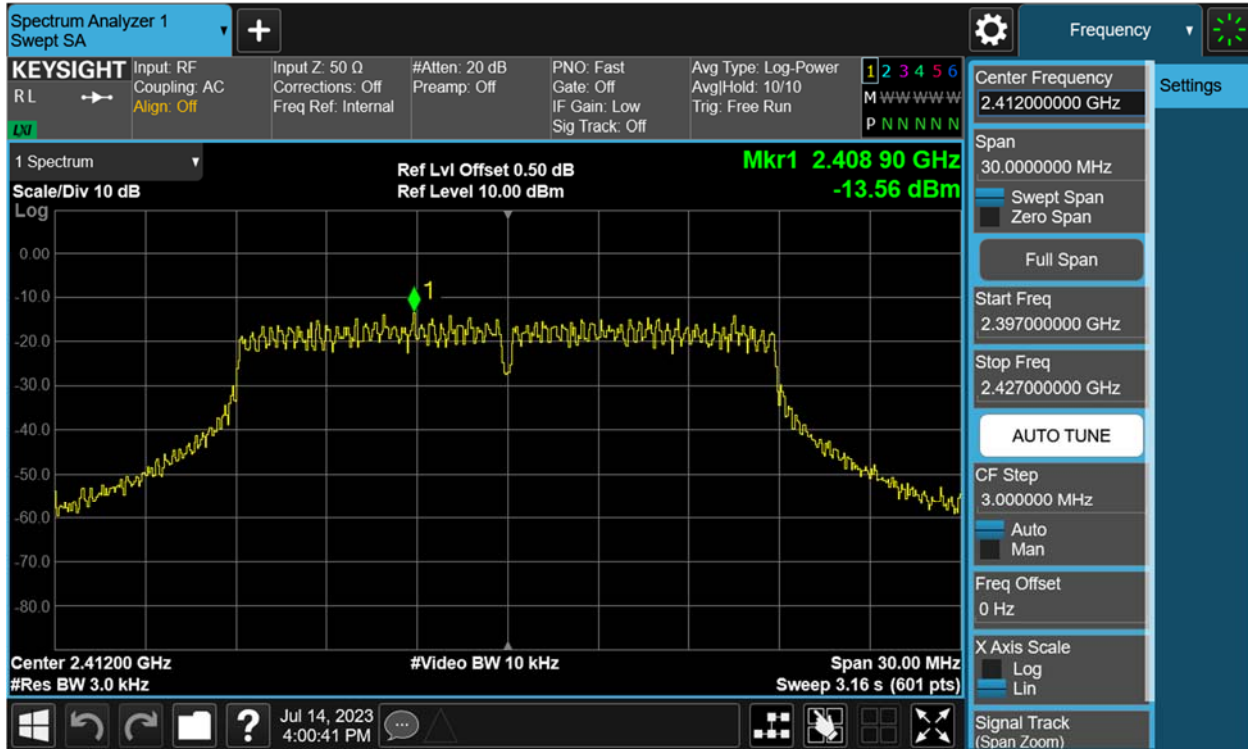 Spectrum Analyzer 1
Swept SA
Frequency
KEYSIGHT
R L
LXI
Input: RF
Coupling: AC
Align: Off
Input Z: 50 Ω
Corrections: Off
Freq Ref: Internal
#Atten: 20 dB
Preamp: Off
PNO: Fast
Gate: Off
IF Gain: Low
Sig Track: Off
Avg Type: Log-Power
Avg|Hold: 10/10
Trig: Free Run
1 2 3 4 5 6
M W W W W W
P N N N N N
Center Frequency
2.412000000 GHz
Settings
Span
30.0000000 MHz
Swept Span
Zero Span
Full Span
Start Freq
2.397000000 GHz
Stop Freq
2.427000000 GHz
AUTO TUNE
CF Step
3.000000 MHz
Auto
Man
Freq Offset
0 Hz
X Axis Scale
Log
Lin
Signal Track
(Span Zoom)
1 Spectrum
Scale/Div 10 dB
Log
Ref Lvl Offset 0.50 dB
Ref Level 10.00 dBm
Mkr1 2.408 90 GHz
-13.56 dBm
0.00
-10.0
-20.0
-30.0
-40.0
-50.0
-60.0
-70.0
-80.0
1
Center 2.41200 GHz
#Res BW 3.0 kHz
#Video BW 10 kHz
Span 30.00 MHz
Sweep 3.16 s (601 pts)
?
Jul 14, 2023
4:00:41 PM